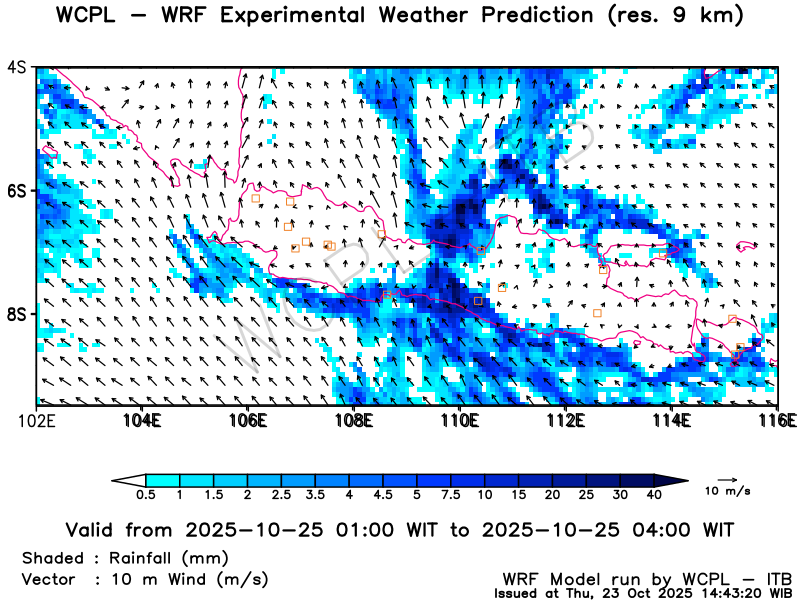 WCPL – WRF Experimental Weather Prediction (res. 9 km)
4S
6S
8S
102E 104E 106E 108E 110E 112E 114E 116E
WCPL ITB
0.5 1 1.5 2 2.5 3.5 4 4.5 5 7.5 10 15 20 25 30 40
10 m/s
Valid from 2025-10-25 01:00 WIT to 2025-10-25 04:00 WIT
Shaded : Rainfall (mm)
Vector : 10 m Wind (m/s)
WRF Model run by WCPL – ITB
Issued at Thu, 23 Oct 2025 14:43:20 WIB